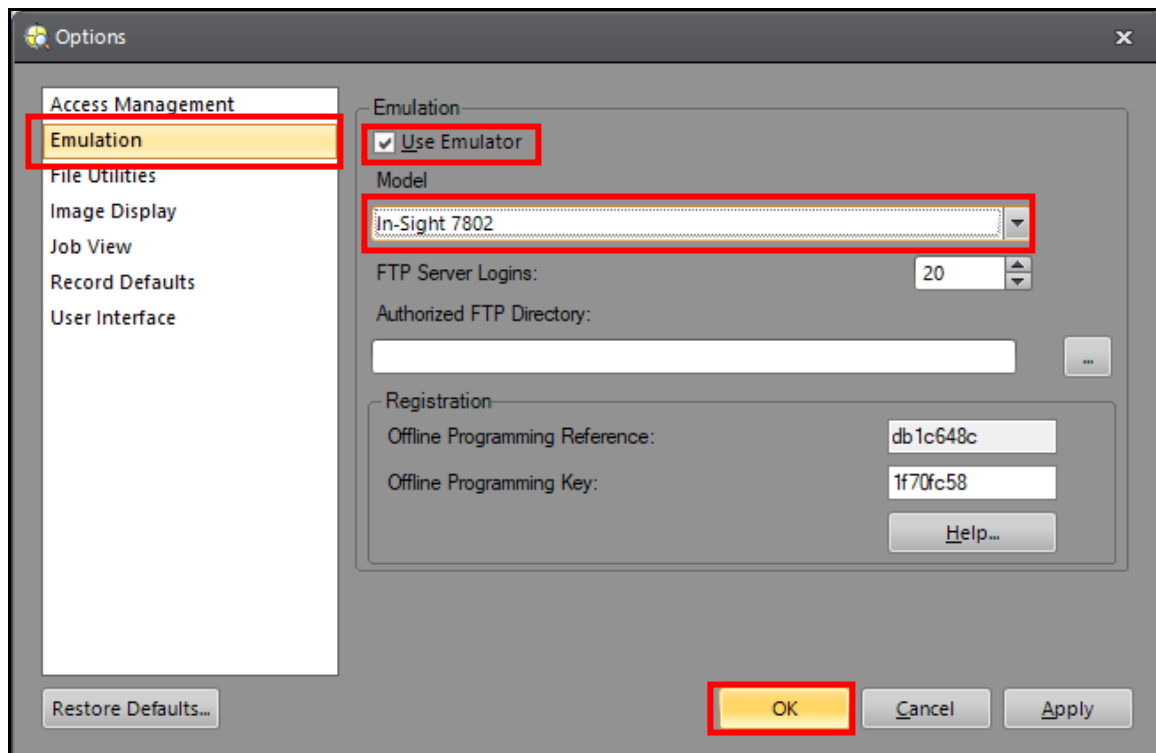 Options
Access Management
Emulation
File Utilities
Image Display
Job View
Record Defaults
User Interface
Emulation
Use Emulator
Model
In-Sight 7802
FTP Server Logins: 20
Authorized FTP Directory:
...
Registration
Offline Programming Reference: db1c648c
Offline Programming Key: 1f70fc58
Help...
Restore Defaults... OK Cancel Apply